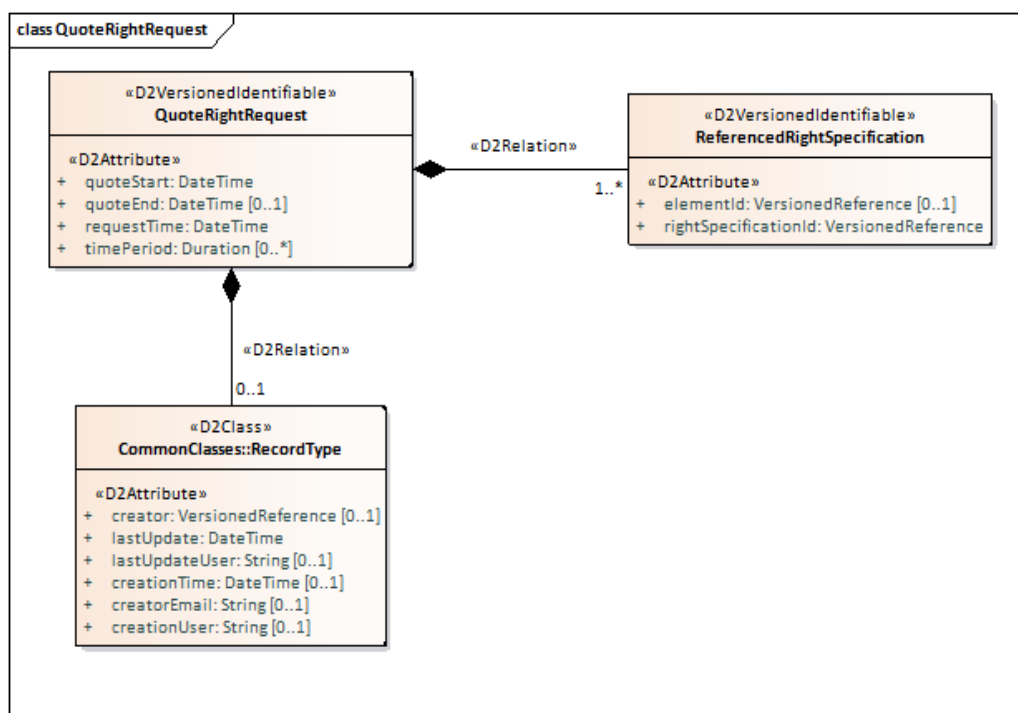 class QuoteRightRequest
«D2VersionedIdentifiable»
QuoteRightRequest
«D2Attribute»
+ quoteStart: DateTime
+ quoteEnd: DateTime [0..1]
+ requestTime: DateTime
+ timePeriod: Duration [0..*]
«D2Relation»
1..*
«D2VersionedIdentifiable»
ReferencedRightSpecification
«D2Attribute»
+ elementId: VersionedReference [0..1]
+ rightSpecificationId: VersionedReference
«D2Relation»
0..1
«D2Class»
CommonClasses::RecordType
«D2Attribute»
+ creator: VersionedReference [0..1]
+ lastUpdate: DateTime
+ lastUpdateUser: String [0..1]
+ creationTime: DateTime [0..1]
+ creatorEmail: String [0..1]
+ creationUser: String [0..1]